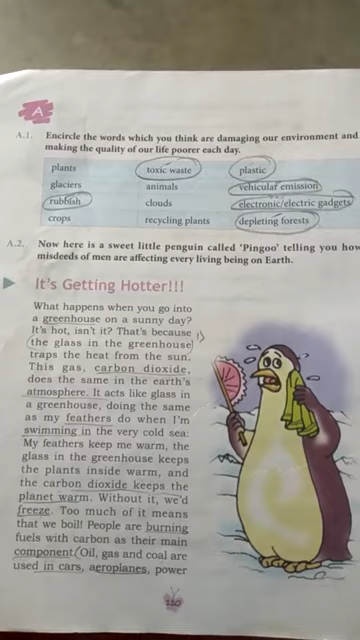 A
A.1. Encircle the words which you think are damaging our environment and
making the quality of our life poorer each day.
plants toxic waste plastic
glaciers animals vehicular emission
rubbish clouds electronic/electric gadgets
crops recycling plants depleting forests
A.2. Now here is a sweet little penguin called 'Pingoo' telling you how
misdeeds of men are affecting every living being on Earth.
It's Getting Hotter!!!
What happens when you go into
a greenhouse on a sunny day?
It's hot, isn't it? That's because
(the glass in the greenhouse)
traps the heat from the sun.
This gas, carbon dioxide,
does the same in the earth's
atmosphere. It acts like glass in
a greenhouse, doing the same
as my feathers do when I'm
swimming in the very cold sea.
My feathers keep me warm, the
glass in the greenhouse keeps
the plants inside warm, and
the carbon dioxide keeps the
planet warm. Without it, we'd
freeze. Too much of it means
that we boil! People are burning
fuels with carbon as their main
component. Oil, gas and coal are
used in cars, aeroplanes, power
110